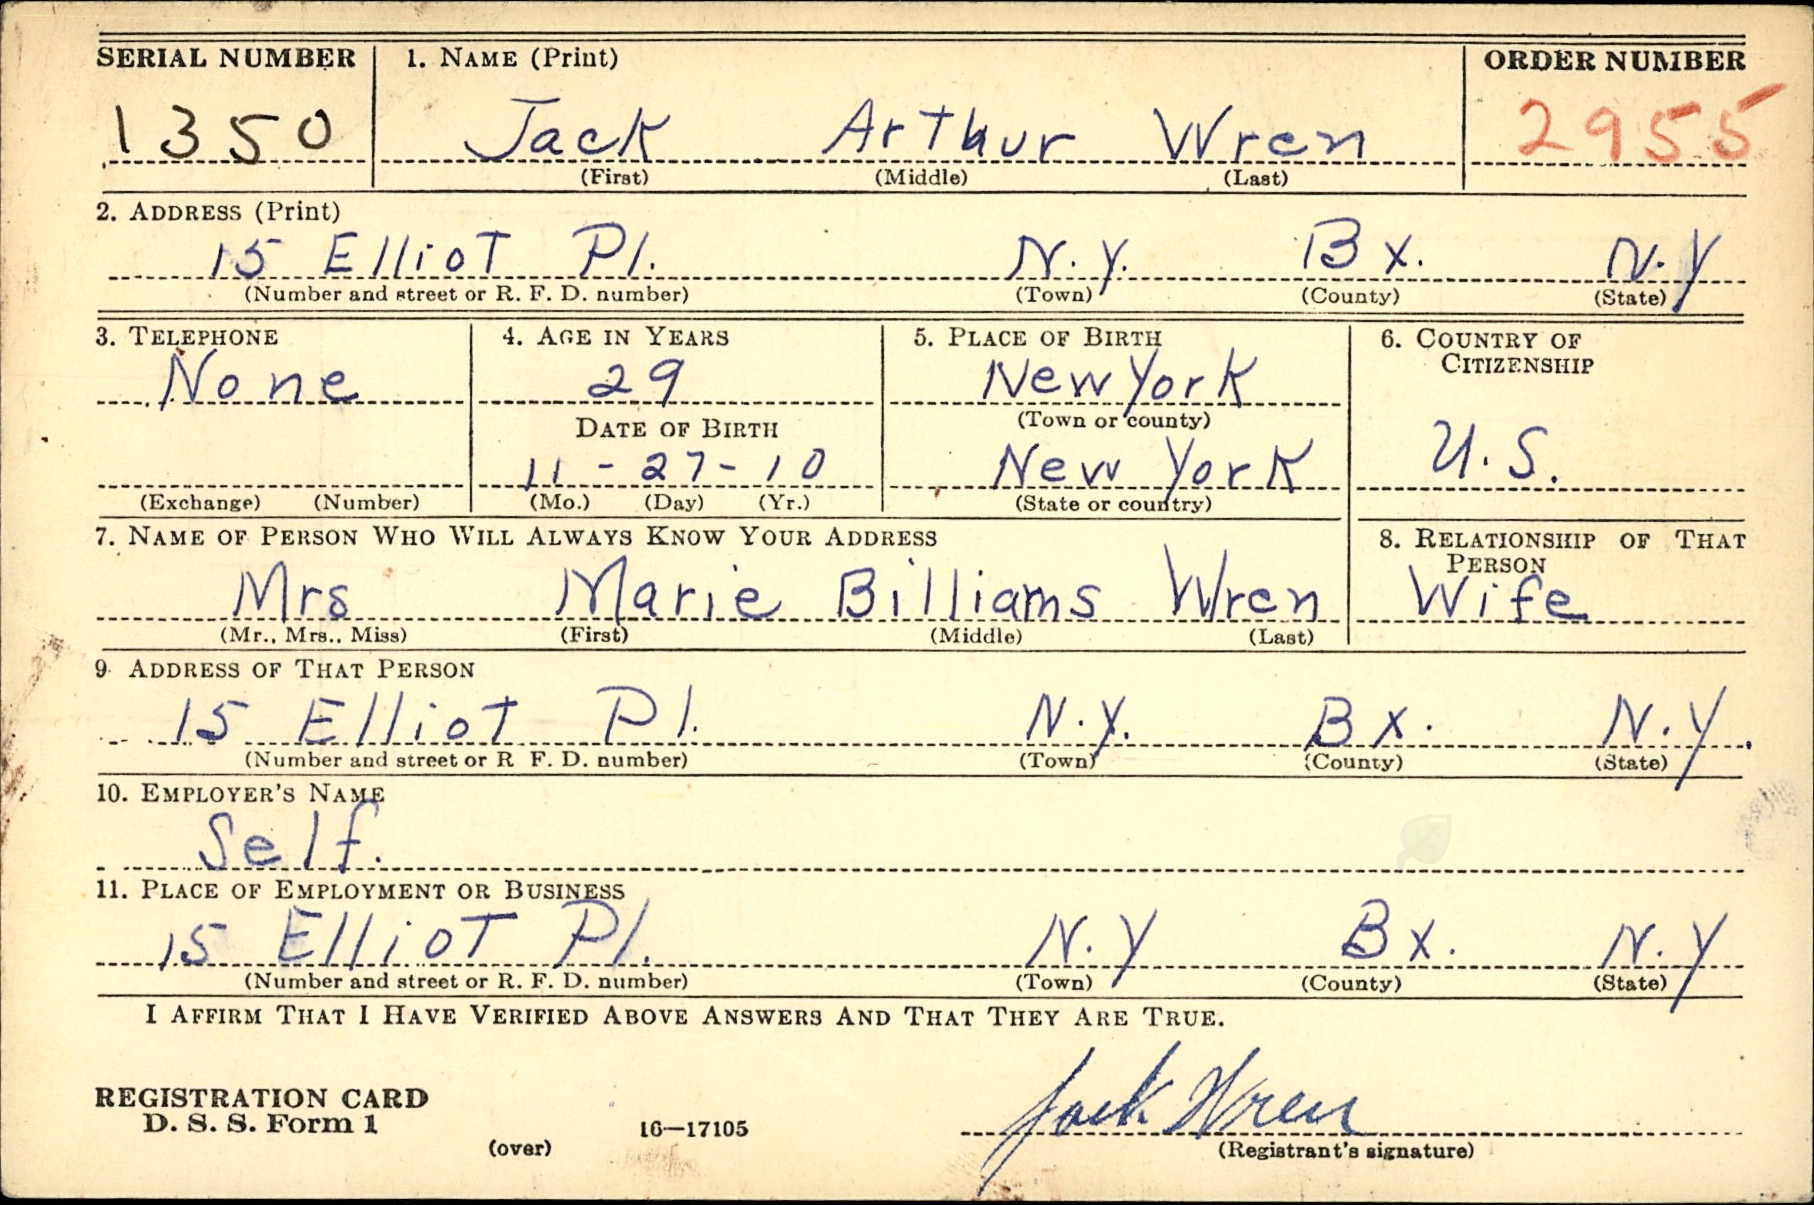 SERIAL NUMBER 1. NAME (Print) ORDER NUMBER
1350 Jack Arthur Wren 2955
(First) (Middle) (Last)
2. ADDRESS (Print)
15 Elliot Pl. N.Y. Bx. N.Y
(Number and street or R. F. D. number) (Town) (County) (State)
3. TELEPHONE 4. AGE IN YEARS 5. PLACE OF BIRTH 6. COUNTRY OF CITIZENSHIP
None 29 New York
DATE OF BIRTH (Town or county)
11-27-10 New York U.S.
(Exchange) (Number) (Mo.) (Day) (Yr.) (State or country)
7. NAME OF PERSON WHO WILL ALWAYS KNOW YOUR ADDRESS 8. RELATIONSHIP OF THAT PERSON
Mrs Marie Billiams Wren Wife
(Mr., Mrs., Miss) (First) (Middle) (Last)
9. ADDRESS OF THAT PERSON
15 Elliot Pl. N.Y. Bx. N.Y.
(Number and street or R F. D. number) (Town) (County) (State)
10. EMPLOYER'S NAME
Self.
11. PLACE OF EMPLOYMENT OR BUSINESS
15 Elliot Pl. N.Y Bx. N.Y
(Number and street or R. F. D. number) (Town) (County) (State)
I AFFIRM THAT I HAVE VERIFIED ABOVE ANSWERS AND THAT THEY ARE TRUE.
REGISTRATION CARD
D. S. S. Form 1
(over) 16—17105
Jack Wren
(Registrant's signature)